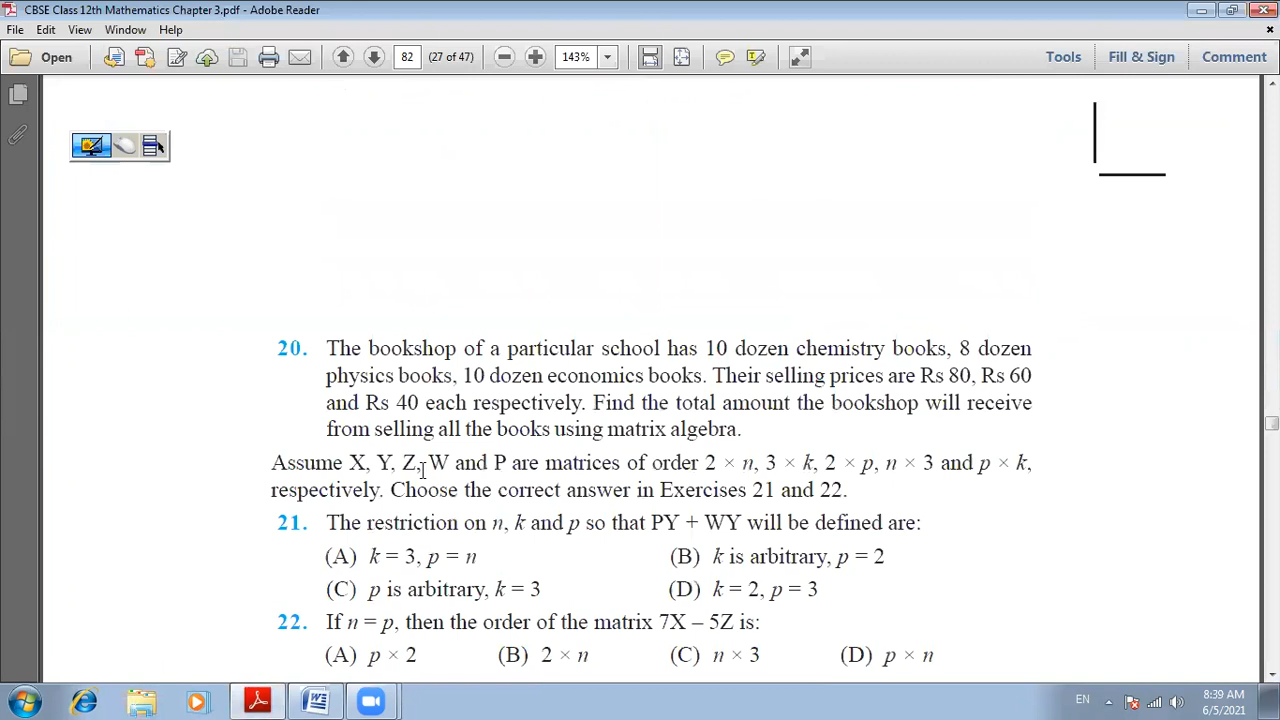 CBSE Class 12th Mathematics Chapter 3.pdf - Adobe Reader
File Edit View Window Help
Open 82 (27 of 47) 143% Tools Fill & Sign Comment
20. The bookshop of a particular school has 10 dozen chemistry books, 8 dozen
physics books, 10 dozen economics books. Their selling prices are Rs 80, Rs 60
and Rs 40 each respectively. Find the total amount the bookshop will receive
from selling all the books using matrix algebra.
Assume X, Y, Z, W and P are matrices of order 2 × n, 3 × k, 2 × p, n × 3 and p × k,
respectively. Choose the correct answer in Exercises 21 and 22.
21. The restriction on n, k and p so that PY + WY will be defined are:
(A) k = 3, p = n (B) k is arbitrary, p = 2
(C) p is arbitrary, k = 3 (D) k = 2, p = 3
22. If n = p, then the order of the matrix 7X – 5Z is:
(A) p × 2 (B) 2 × n (C) n × 3 (D) p × n
EN 8:39 AM
6/5/2021